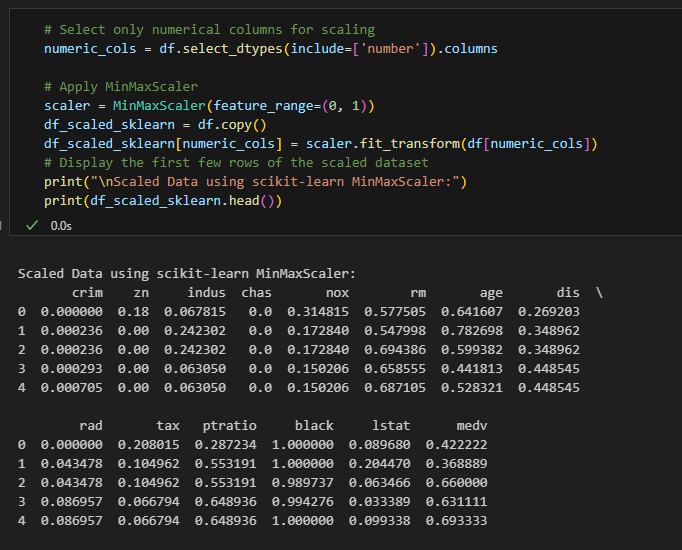 # Select only numerical columns for scaling
numeric_cols = df.select_dtypes(include=['number']).columns
# Apply MinMaxScaler
scaler = MinMaxScaler(feature_range=(0, 1))
df_scaled_sklearn = df.copy()
df_scaled_sklearn[numeric_cols] = scaler.fit_transform(df[numeric_cols])
# Display the first few rows of the scaled dataset
print("\nScaled Data using scikit-learn MinMaxScaler:")
print(df_scaled_sklearn.head())
✓ 0.0s
Scaled Data using scikit-learn MinMaxScaler:
crim zn indus chas nox rm age dis \
0 0.000000 0.18 0.067815 0.0 0.314815 0.577505 0.641607 0.269203
1 0.000236 0.00 0.242302 0.0 0.172840 0.547998 0.782698 0.348962
2 0.000236 0.00 0.242302 0.0 0.172840 0.694386 0.599382 0.348962
3 0.000293 0.00 0.063050 0.0 0.150206 0.658555 0.441813 0.448545
4 0.000705 0.00 0.063050 0.0 0.150206 0.687105 0.528321 0.448545
rad tax ptratio black lstat medv
0 0.000000 0.208015 0.287234 1.000000 0.089680 0.422222
1 0.043478 0.104962 0.553191 1.000000 0.204470 0.368889
2 0.043478 0.104962 0.553191 0.989737 0.063466 0.660000
3 0.086957 0.066794 0.648936 0.994276 0.033389 0.631111
4 0.086957 0.066794 0.648936 1.000000 0.099338 0.693333